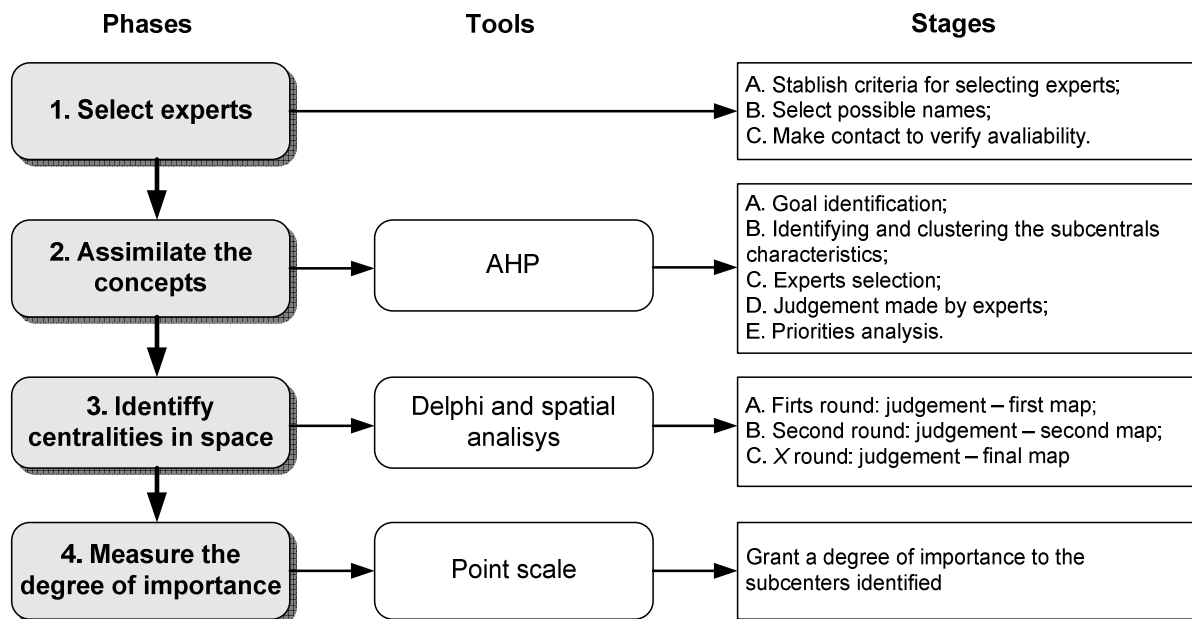 Phases
Tools
Stages
1. Select experts
A. Stablish criteria for selecting experts;
B. Select possible names;
C. Make contact to verify avaliability.
2. Assimilate the
concepts
AHP
A. Goal identification;
B. Identifying and clustering the subcentrals
characteristics;
C. Experts selection;
D. Judgement made by experts;
E. Priorities analysis.
3. Identiffy
centralities in space
Delphi and spatial
analisys
A. Firts round: judgement – first map;
B. Second round: judgement – second map;
C. X round: judgement – final map
4. Measure the
degree of importance
Point scale
Grant a degree of importance to the
subcenters identified